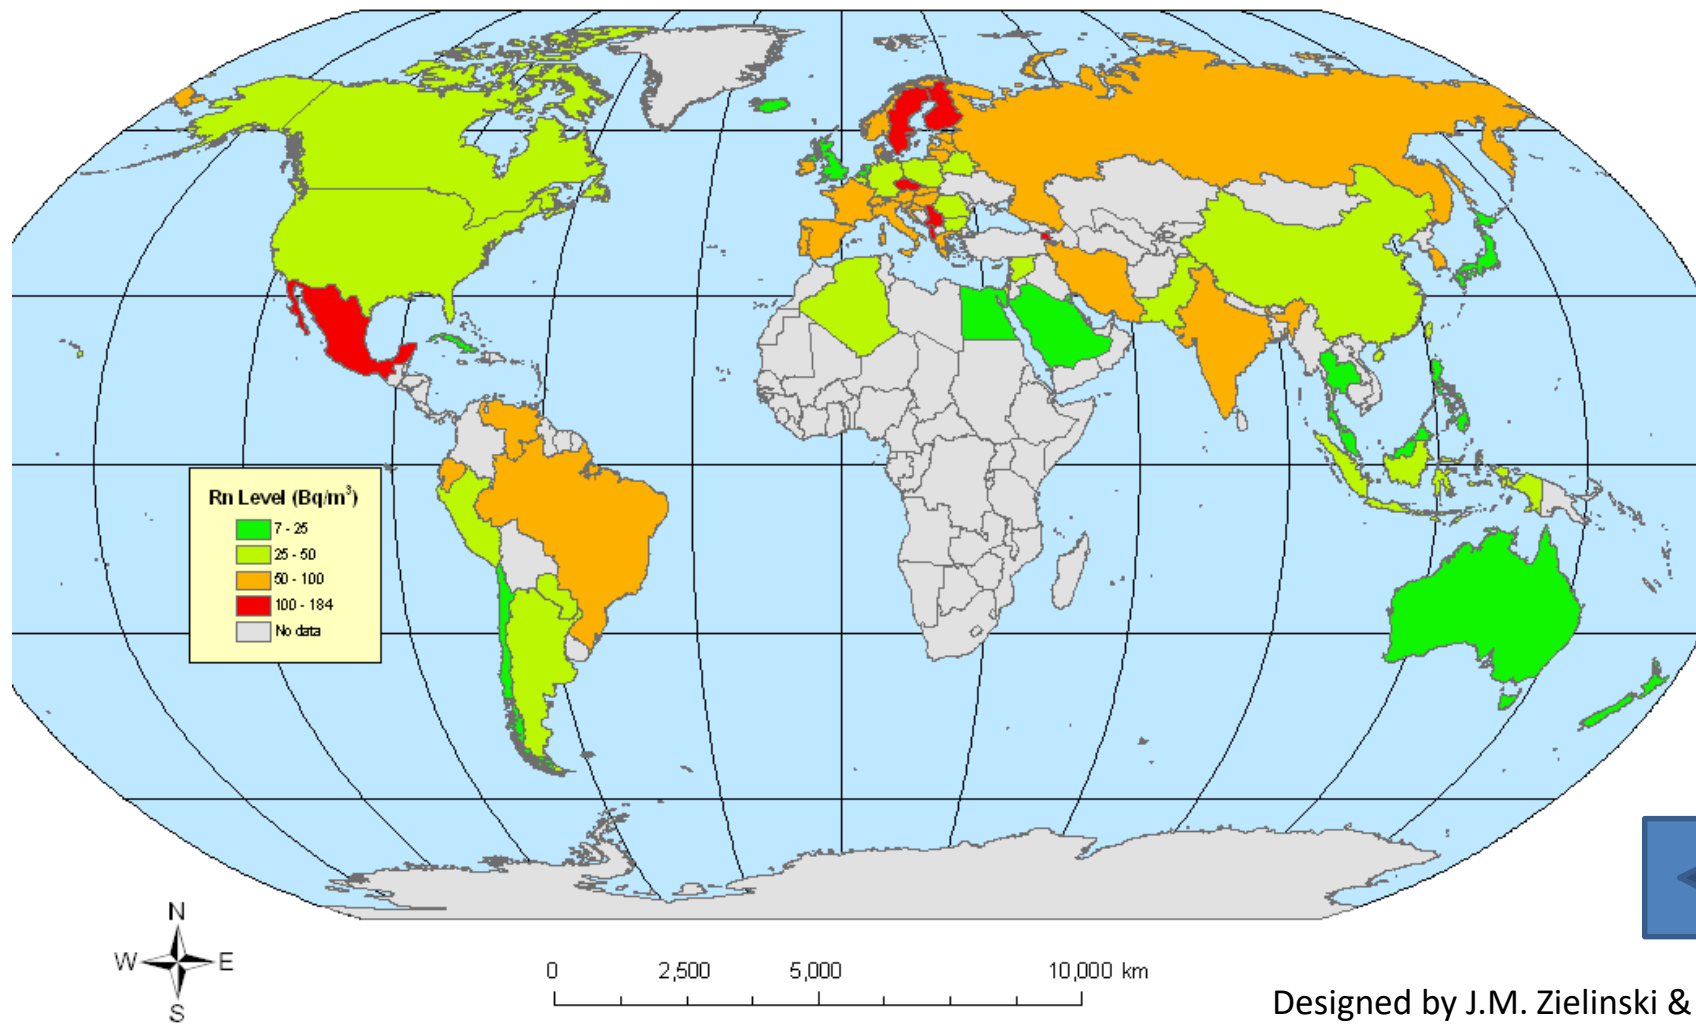 Rn Level (Bq/m³)
7 - 25
25 - 50
50 - 100
100 - 184
No data
N
W E
S
0 2,500 5,000 10,000 km
Designed by J.M. Zielinski &